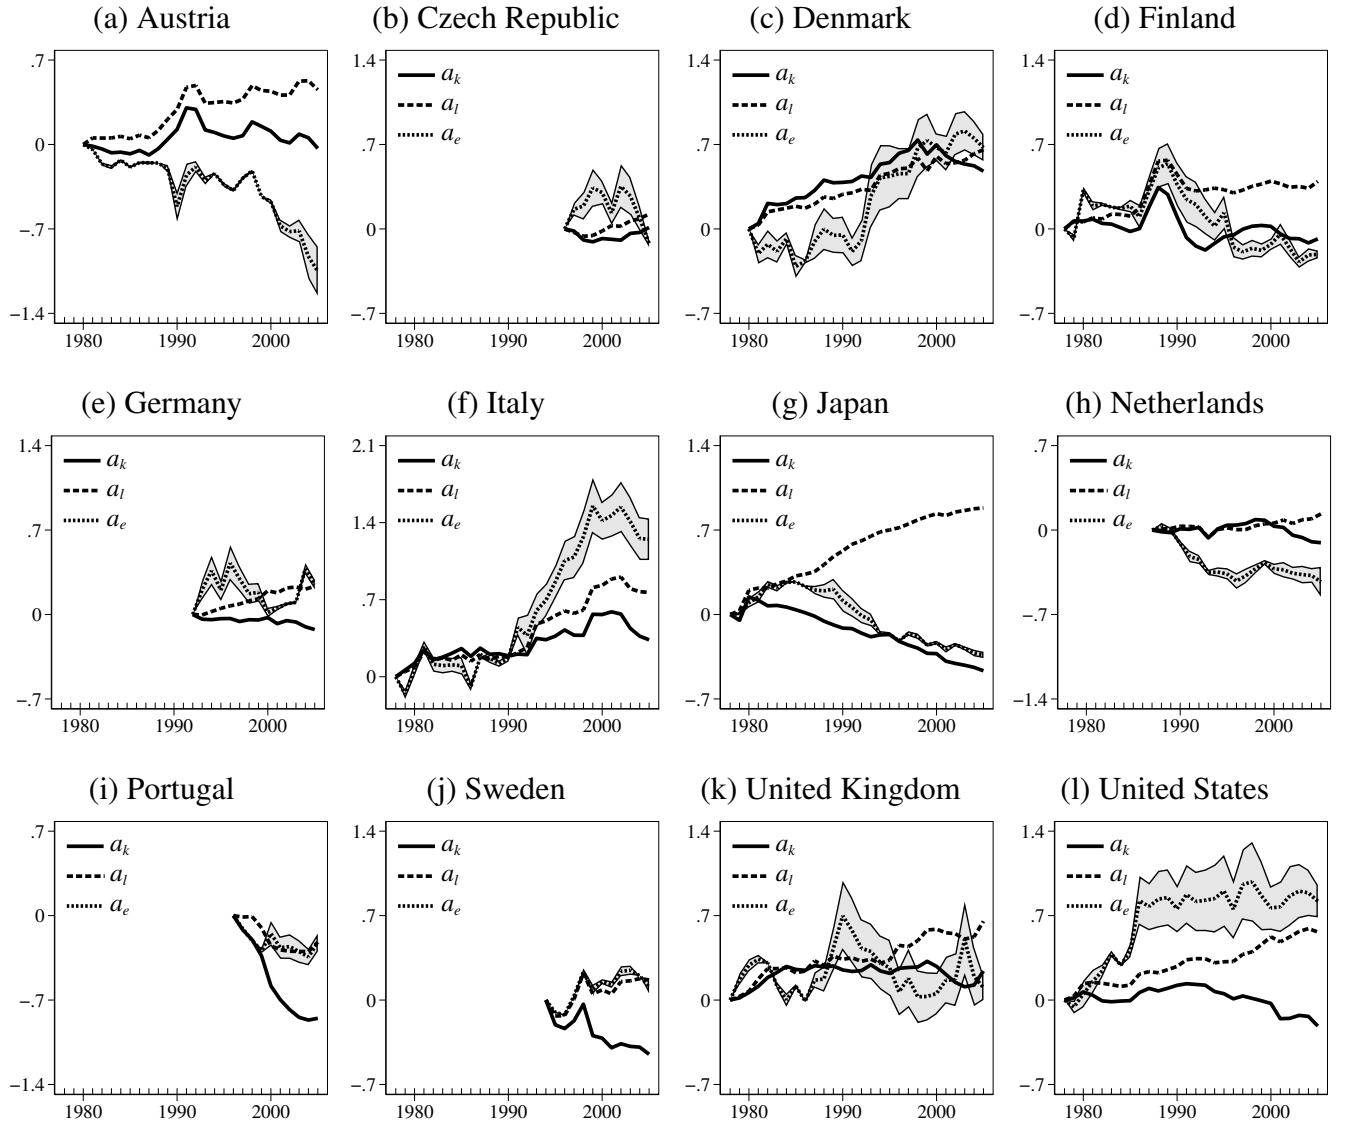 (a) Austria
(b) Czech Republic
(c) Denmark
(d) Finland
.7
0
−.7
−1.4
1980 1990 2000
1.4
.7
0
−.7
a_k
a_l
a_e
1980 1990 2000
1.4
.7
0
−.7
a_k
a_l
a_e
1980 1990 2000
1.4
.7
0
−.7
a_k
a_l
a_e
1980 1990 2000
(e) Germany
(f) Italy
(g) Japan
(h) Netherlands
1.4
.7
0
−.7
a_k
a_l
a_e
1980 1990 2000
2.1
1.4
.7
0
a_k
a_l
a_e
1980 1990 2000
1.4
.7
0
−.7
a_k
a_l
a_e
1980 1990 2000
.7
0
−.7
−1.4
a_k
a_l
a_e
1980 1990 2000
(i) Portugal
(j) Sweden
(k) United Kingdom
(l) United States
.7
0
−.7
−1.4
a_k
a_l
a_e
1980 1990 2000
1.4
.7
0
−.7
a_k
a_l
a_e
1980 1990 2000
1.4
.7
0
−.7
a_k
a_l
a_e
1980 1990 2000
1.4
.7
0
−.7
a_k
a_l
a_e
1980 1990 2000